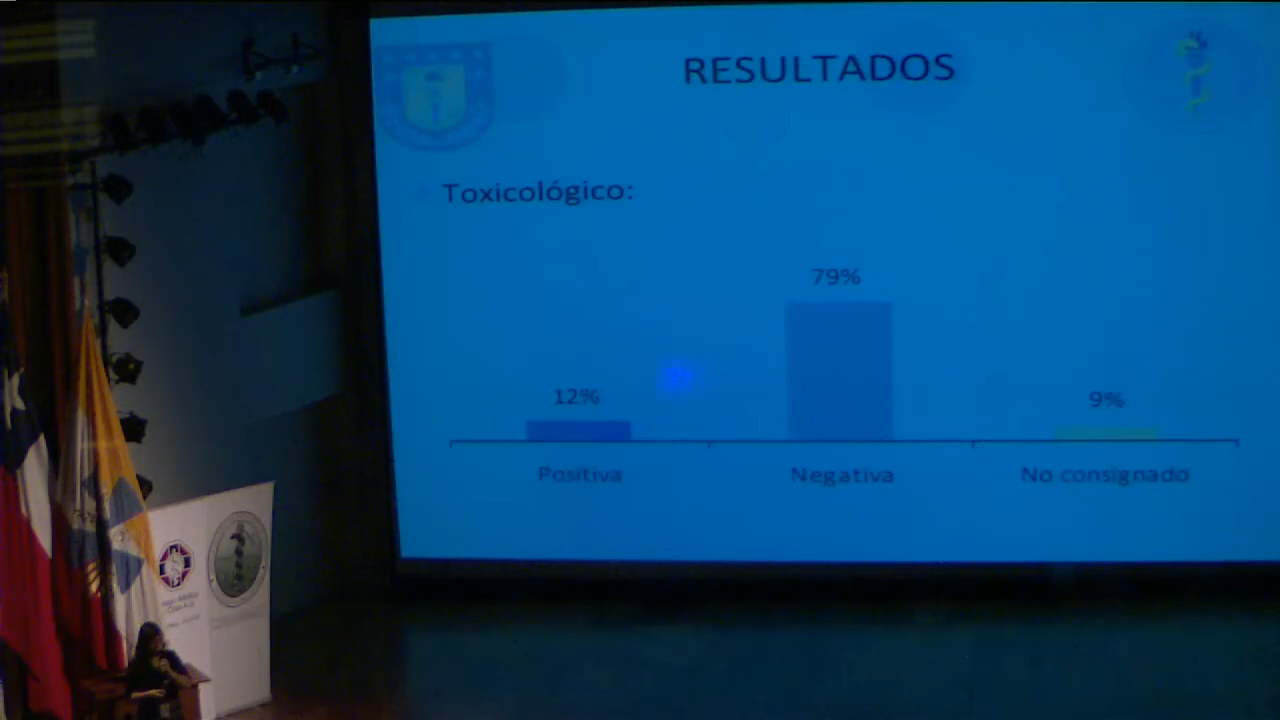 RESULTADOS
Toxicológico:
79%
12%
9%
Positiva
Negativa
No consignado